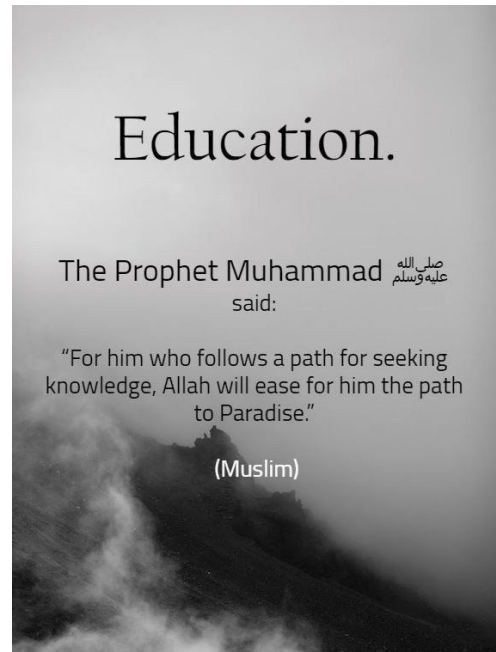 Education.
The Prophet Muhammad ﷺ
said:
“For him who follows a path for seeking
knowledge, Allah will ease for him the path
to Paradise.”
(Muslim)